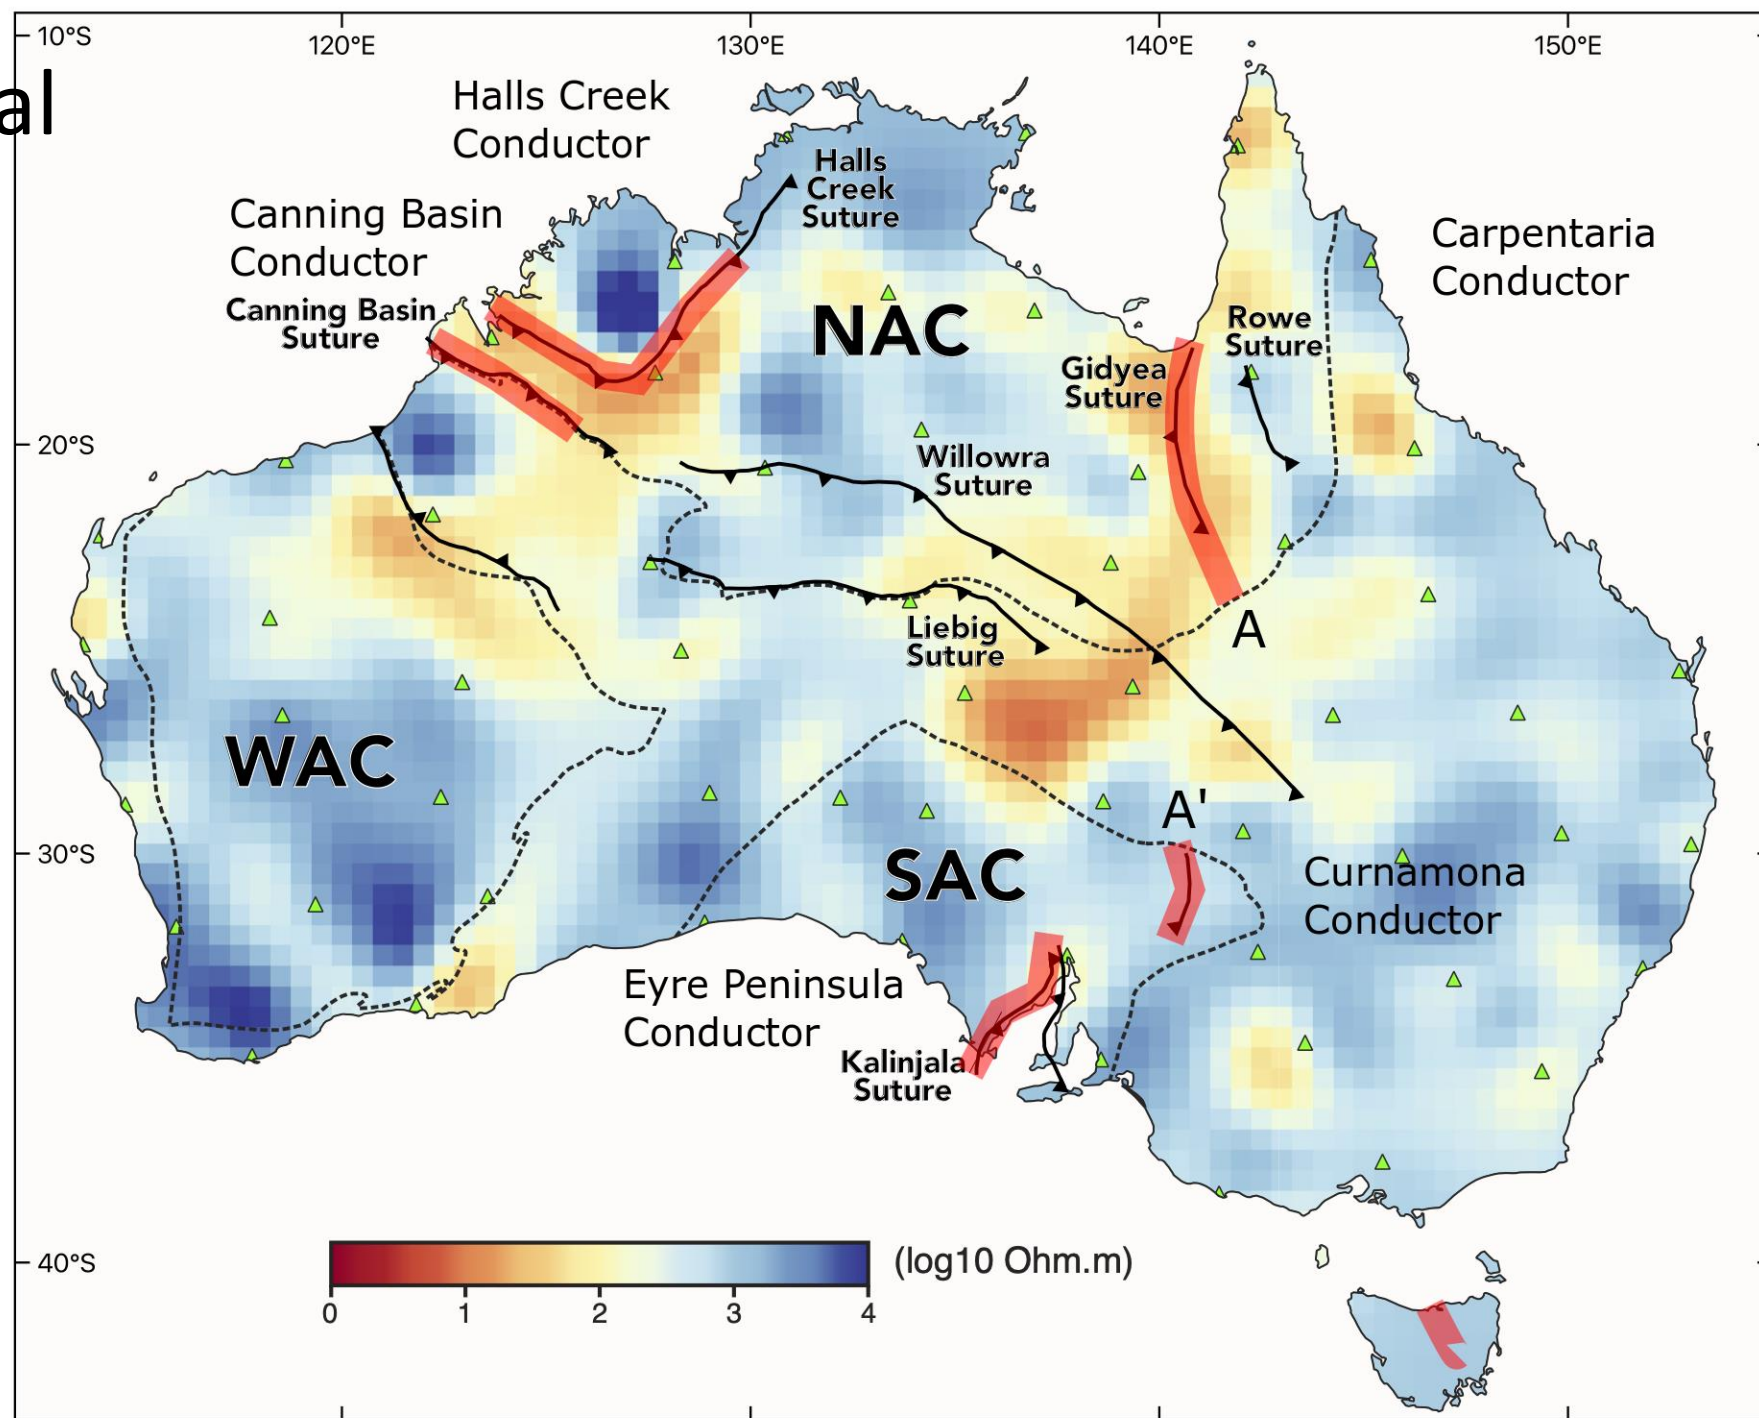 10°S
120°E
130°E
140°E
150°E
al
Halls Creek
Conductor
Halls
Creek
Suture
Canning Basin
Conductor
Carpentaria
Conductor
Canning Basin
Suture
NAC
Rowe
Suture
Gidyea
Suture
20°S
Willowra
Suture
Liebig
Suture
A
WAC
A'
30°S
SAC
Curnamona
Conductor
Eyre Peninsula
Conductor
Kalinjala
Suture
40°S
(log10 Ohm.m)
0
1
2
3
4